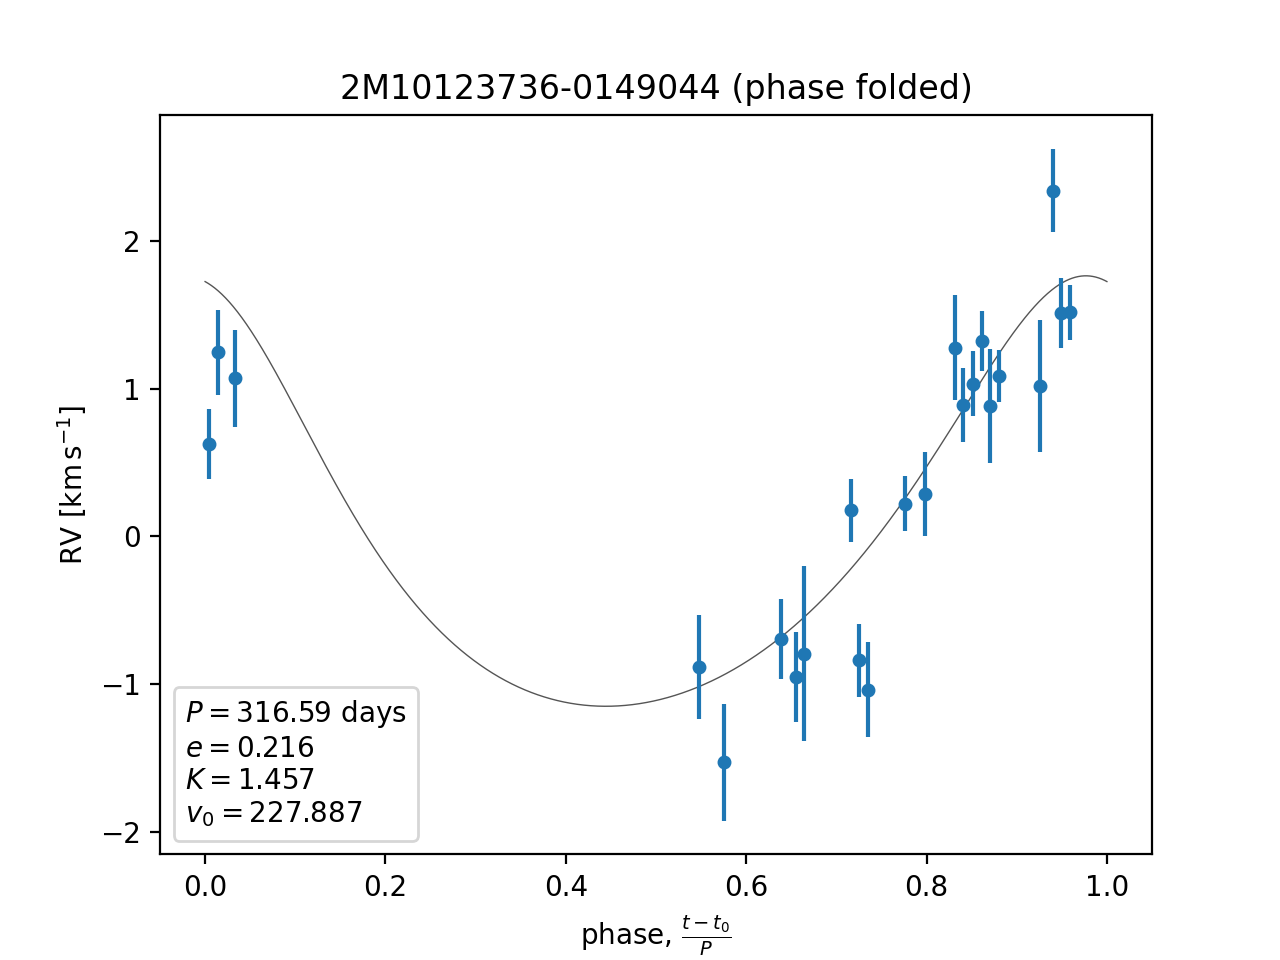 2M10123736-0149044 (phase folded)
RV [km s⁻¹]
2
1
0
−1
−2
P = 316.59 days
e = 0.216
K = 1.457
v₀ = 227.887
0.0 0.2 0.4 0.6 0.8 1.0
phase, (t − t₀)/P